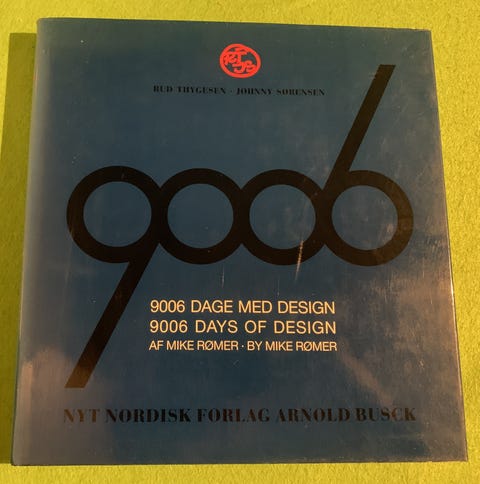 RUD THYGESEN · JOHNNY SØRENSEN
9006
9006 DAGE MED DESIGN
9006 DAYS OF DESIGN
AF MIKE RØMER · BY MIKE RØMER
NYT NORDISK FORLAG ARNOLD BUSCK